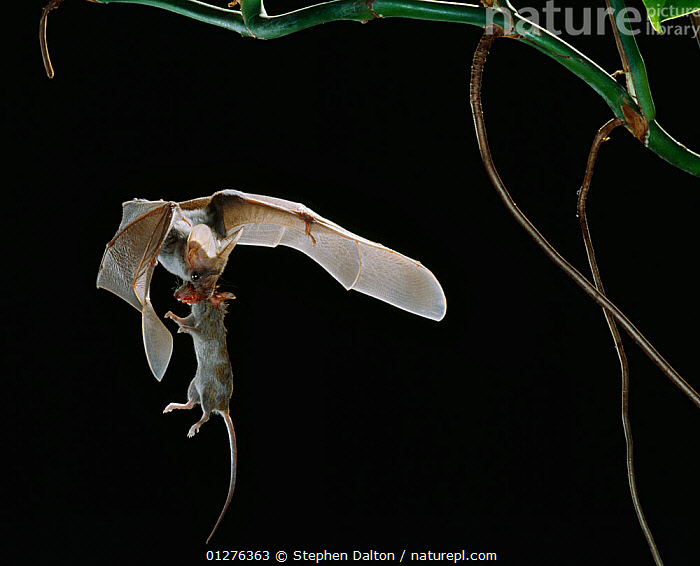 nature picture library
01276363 © Stephen Dalton / naturepl.com